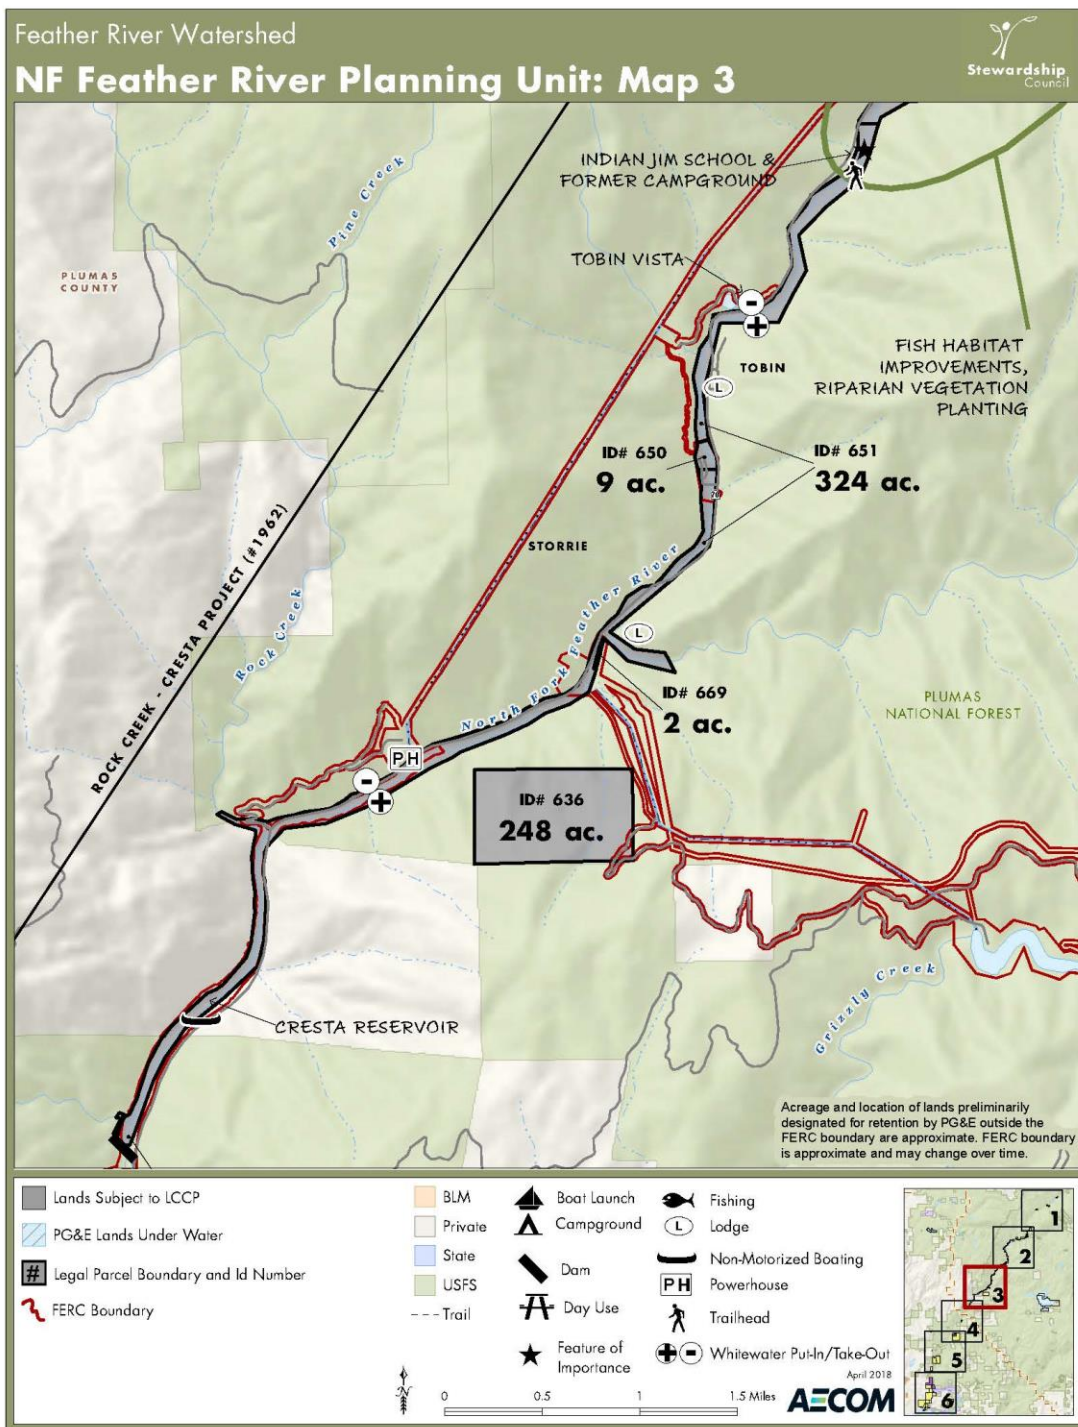 Feather River Watershed
NF Feather River Planning Unit: Map 3
Stewardship
Council
INDIAN JIM SCHOOL &
FORMER CAMPGROUND
Pine Creek
PLUMAS
COUNTY
TOBIN VISTA
-
+
TOBIN
FISH HABITAT
IMPROVEMENTS,
RIPARIAN VEGETATION
PLANTING
L
ID# 650
9 ac.
ID# 651
324 ac.
ROCK CREEK - CRESTA PROJECT (#1962)
STORRIE
Rock Creek
North Fork Feather River
L
ID# 669
2 ac.
PLUMAS
NATIONAL FOREST
PH
-
+
ID# 636
248 ac.
Grizzly Creek
CRESTA RESERVOIR
Acreage and location of lands preliminarily
designated for retention by PG&E outside the
FERC boundary are approximate. FERC boundary
is approximate and may change over time.
Lands Subject to LCCP
PG&E Lands Under Water
# Legal Parcel Boundary and Id Number
FERC Boundary
BLM
Private
State
USFS
Trail
Boat Launch
Campground
Dam
Day Use
Feature of
Importance
Fishing
L Lodge
Non-Motorized Boating
PH Powerhouse
Trailhead
+ - Whitewater Put-In/Take-Out
April 2018
AECOM
N
0 0.5 1 1.5 Miles
1
2
3
4
5
6